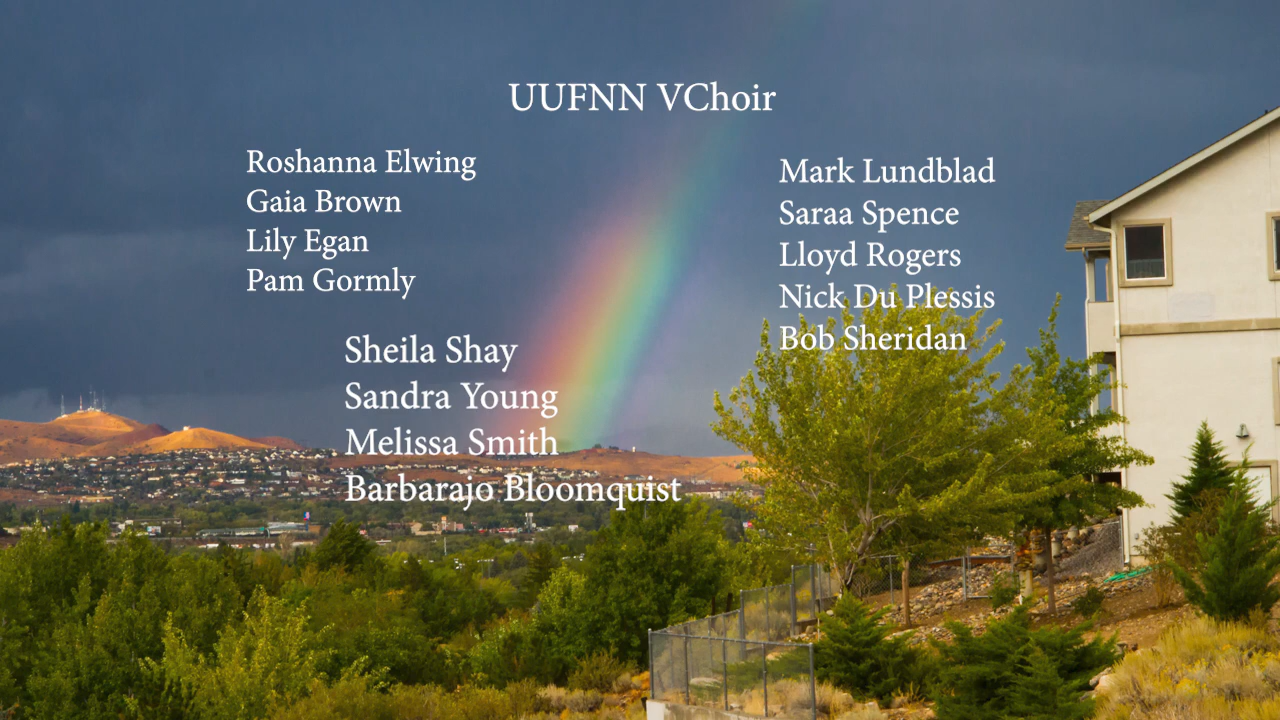 UUFNN VChoir
Roshanna Elwing
Gaia Brown
Lily Egan
Pam Gormly
Sheila Shay
Sandra Young
Melissa Smith
Barbarajo Bloomquist
Mark Lundblad
Saraa Spence
Lloyd Rogers
Nick Du Plessis
Bob Sheridan